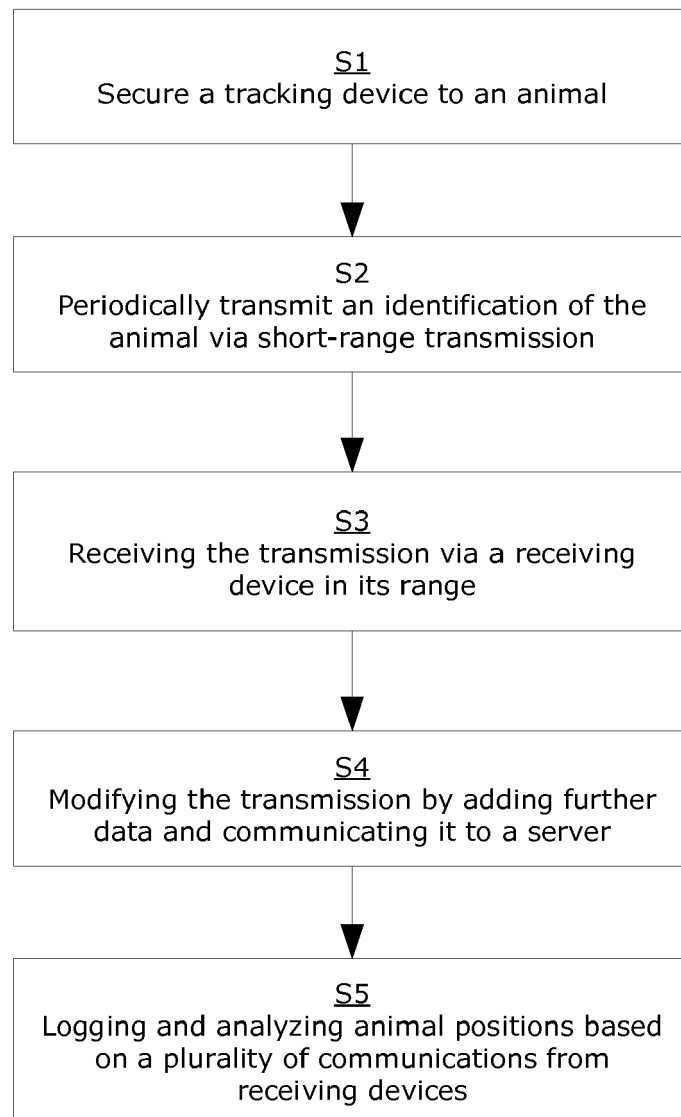 S1
Secure a tracking device to an animal
S2
Periodically transmit an identification of the
animal via short-range transmission
S3
Receiving the transmission via a receiving
device in its range
S4
Modifying the transmission by adding further
data and communicating it to a server
S5
Logging and analyzing animal positions based
on a plurality of communications from
receiving devices